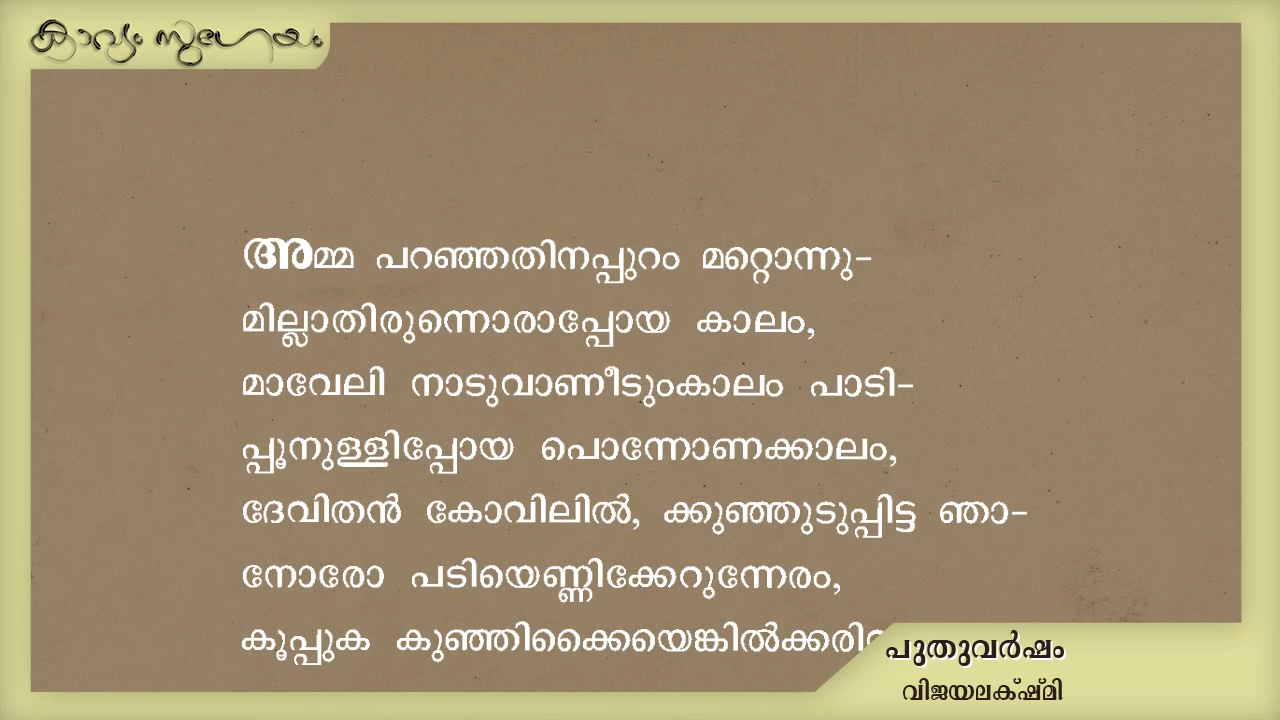 കാവ്യം സുഗേയം
അമ്മ പറഞ്ഞതിനപ്പുറം മറ്റൊന്നു-
മില്ലാതിരുന്നൊരാപ്പോയ കാലം,
മാവേലി നാടുവാണീടുംകാലം പാടി-
പ്പൂനുള്ളിപ്പോയ പൊന്നോണക്കാലം,
ദേവിതൻ കോവിലിൽ, ക്കുഞ്ഞുടുപ്പിട്ട ഞാ-
നോരോ പടിയെണ്ണിക്കേറുന്നേരം,
കൂപ്പുക കുഞ്ഞിക്കൈയെങ്കിൽക്കരി
പുതുവർഷം
വിജയലക്ഷ്മി